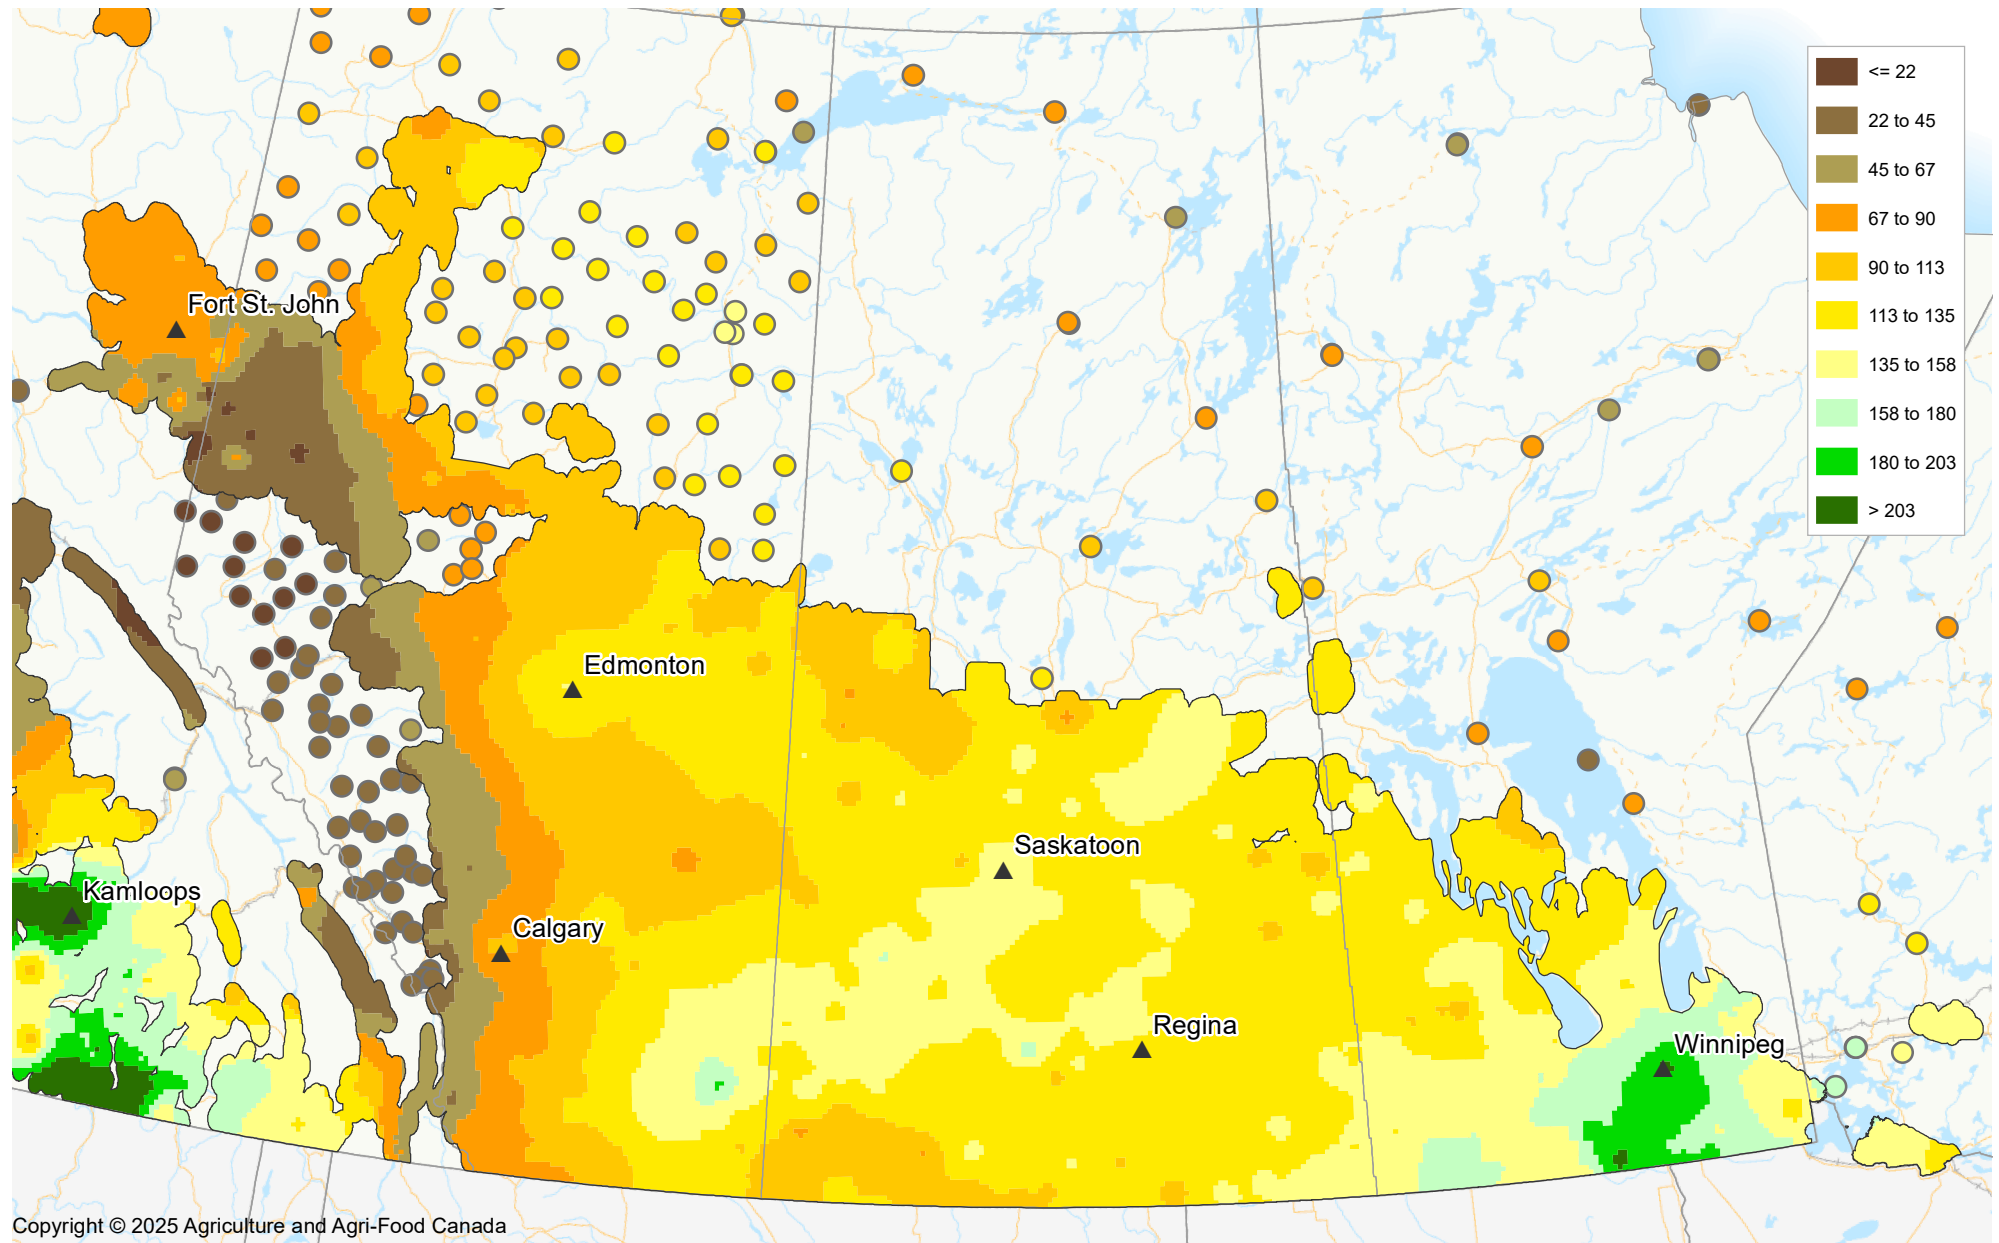 <= 22
22 to 45
45 to 67
67 to 90
90 to 113
113 to 135
135 to 158
158 to 180
180 to 203
> 203
Fort St. John
Edmonton
Saskatoon
Kamloops
Calgary
Regina
Winnipeg
Copyright © 2025 Agriculture and Agri-Food Canada